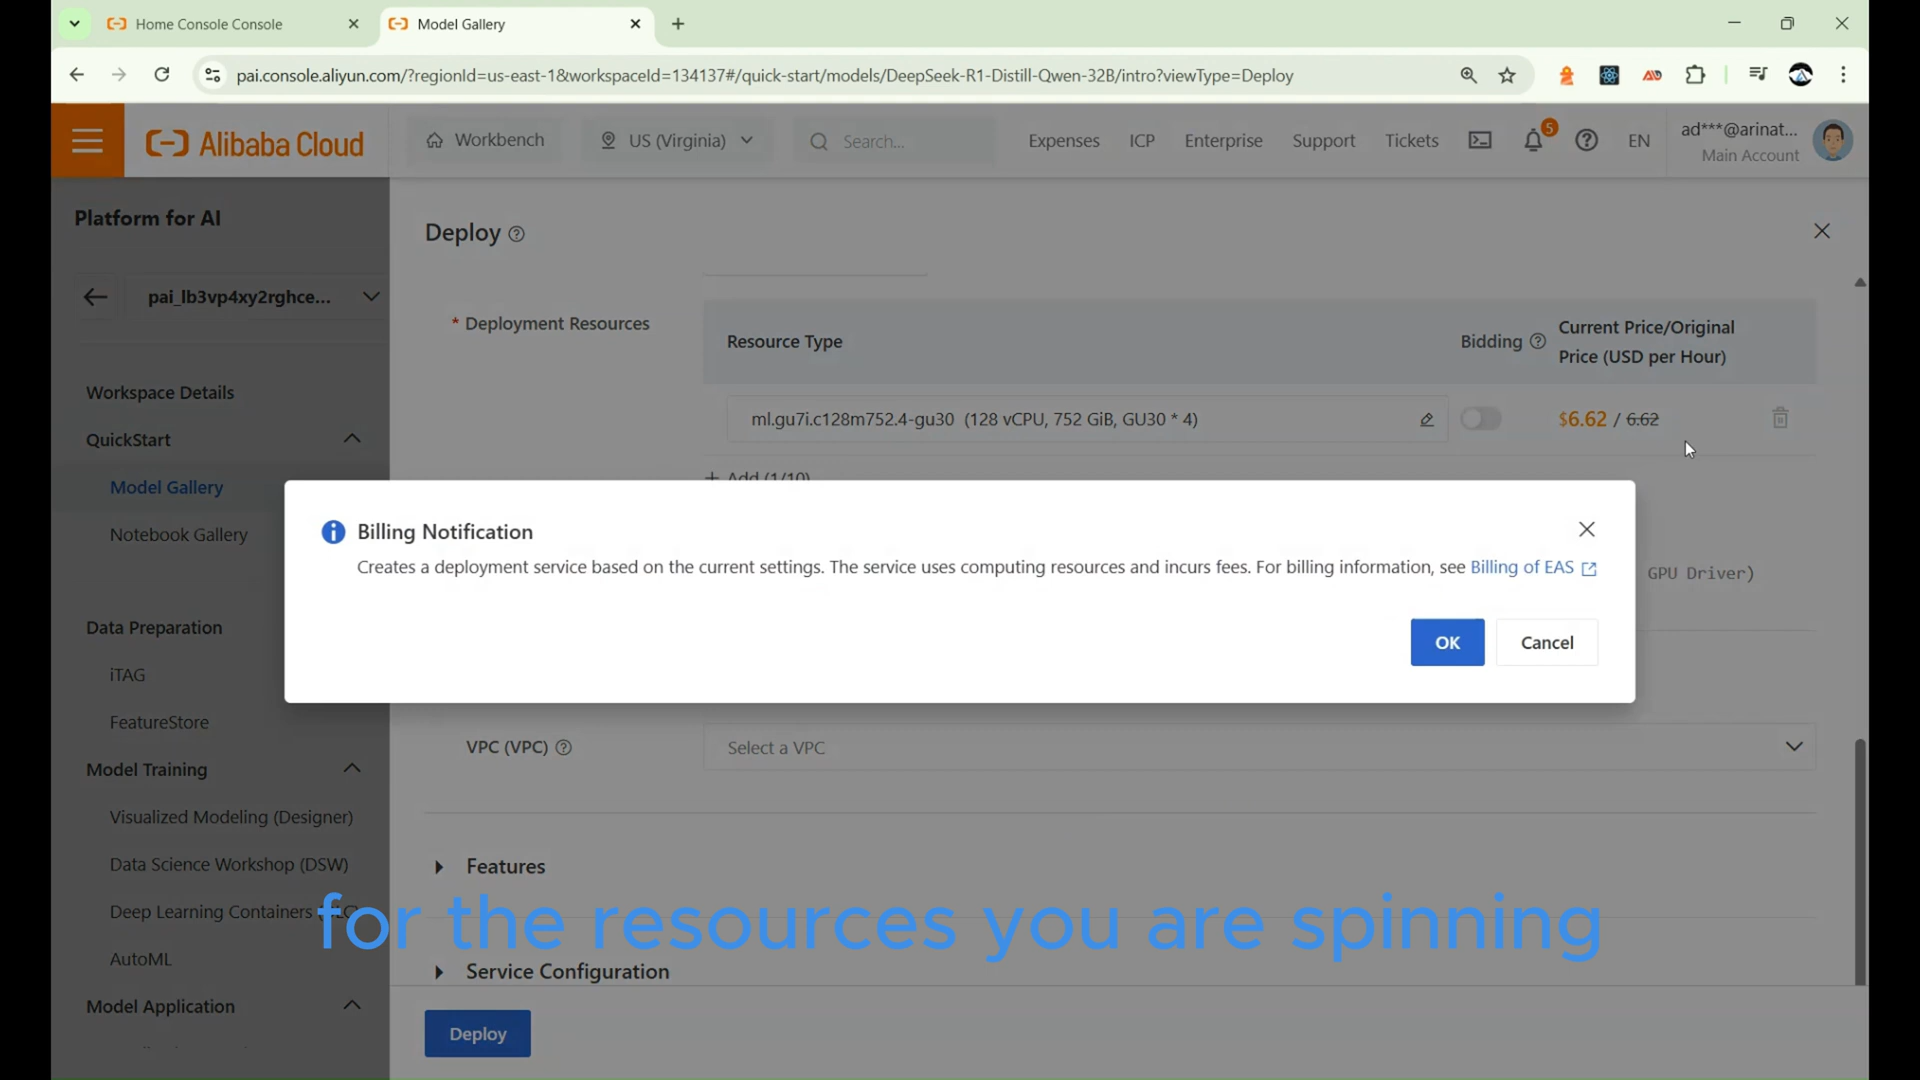 Home Console Console
Model Gallery
pai.console.aliyun.com/?regionId=us-east-1&workspaceId=134137#/quick-start/models/DeepSeek-R1-Distill-Qwen-32B/intro?viewType=Deploy
Alibaba Cloud
Workbench
US (Virginia)
Search...
Expenses
ICP
Enterprise
Support
Tickets
5
EN
ad***@arinat...
Main Account
Platform for AI
pai_lb3vp4xy2rghce...
Workspace Details
QuickStart
Model Gallery
Notebook Gallery
Data Preparation
iTAG
FeatureStore
Model Training
Visualized Modeling (Designer)
Data Science Workshop (DSW)
Deep Learning Containers
AutoML
Model Application
Deploy
* Deployment Resources
Resource Type
Bidding
Current Price/Original
Price (USD per Hour)
ml.gu7i.c128m752.4-gu30 (128 vCPU, 752 GiB, GU30 * 4)
$6.62 / 6.62
+ Add (1/10)
Billing Notification
Creates a deployment service based on the current settings. The service uses computing resources and incurs fees. For billing information, see Billing of EAS
OK
Cancel
GPU Driver)
VPC (VPC)
Select a VPC
Features
for the resources you are spinning
Service Configuration
Deploy